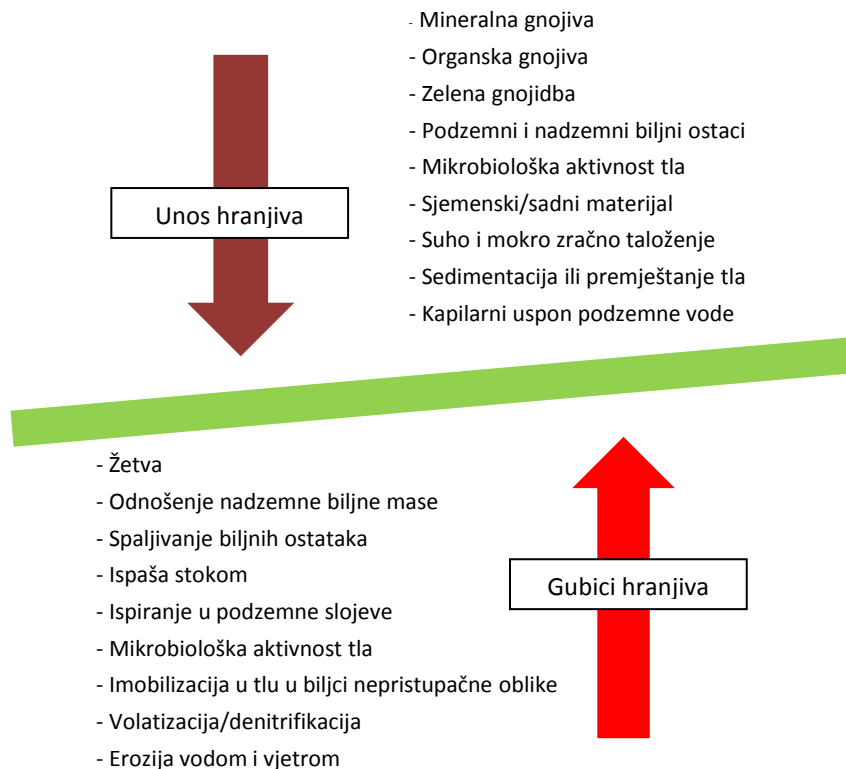 - Mineralna gnojiva
- Organska gnojiva
- Zelena gnojidba
- Podzemni i nadzemni biljni ostaci
- Mikrobiološka aktivnost tla
- Sjemenski/sadni materijal
- Suho i mokro zračno taloženje
- Sedimentacija ili premještanje tla
- Kapilarni uspon podzemne vode
Unos hranjiva
- Žetva
- Odnošenje nadzemne biljne mase
- Spaljivanje biljnih ostataka
- Ispaša stokom
- Ispiranje u podzemne slojeve
- Mikrobiološka aktivnost tla
- Imobilizacija u tlu u biljci nepristupačne oblike
- Volatizacija/denitrifikacija
- Erozija vodom i vjetrom
Gubici hranjiva